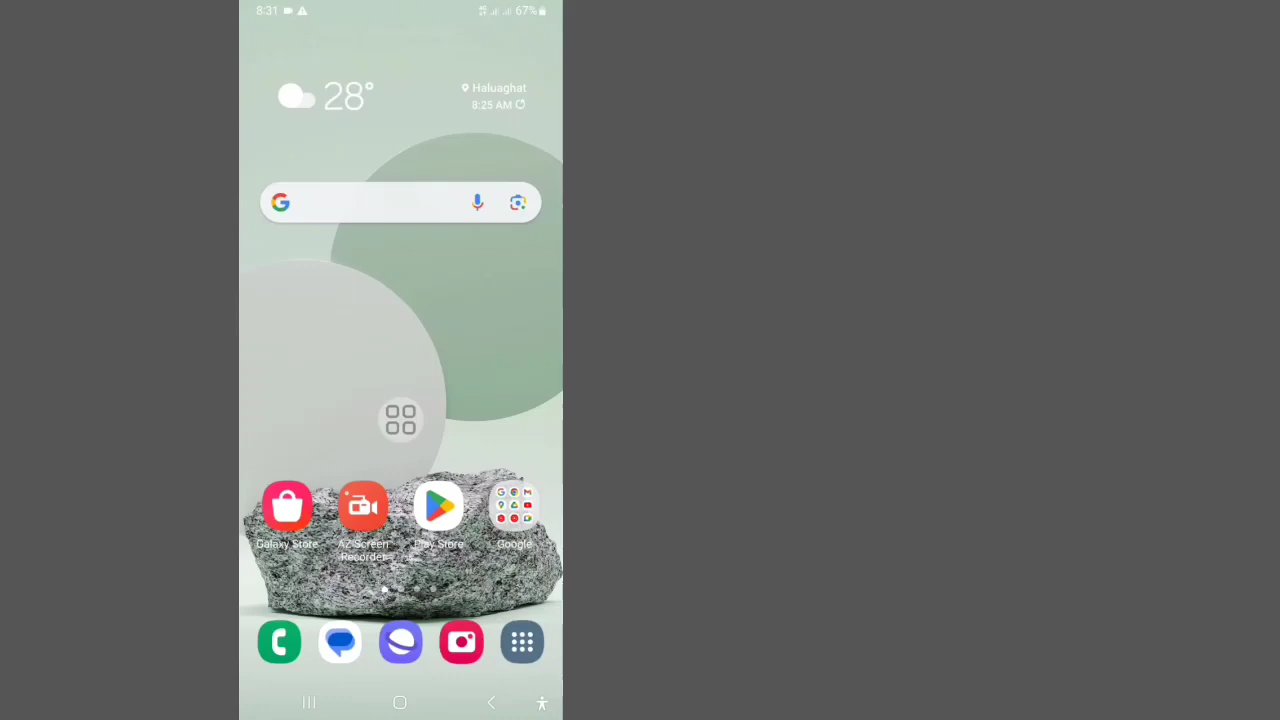 8:31
67%
28°
Haluaghat
8:25 AM
Galaxy Store
AZ Screen
Recorder
Play Store
Google